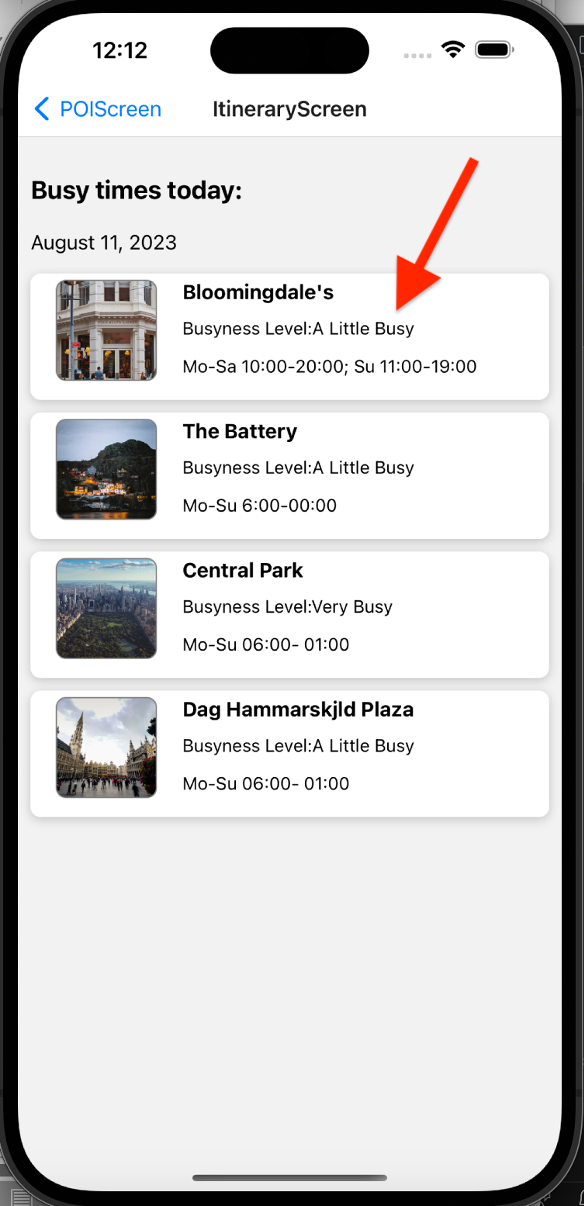 12:12
POIScreen
ItineraryScreen
Busy times today:
August 11, 2023
Bloomingdale's
Busyness Level:A Little Busy
Mo-Sa 10:00-20:00; Su 11:00-19:00
The Battery
Busyness Level:A Little Busy
Mo-Su 6:00-00:00
Central Park
Busyness Level:Very Busy
Mo-Su 06:00- 01:00
Dag Hammarskjld Plaza
Busyness Level:A Little Busy
Mo-Su 06:00- 01:00